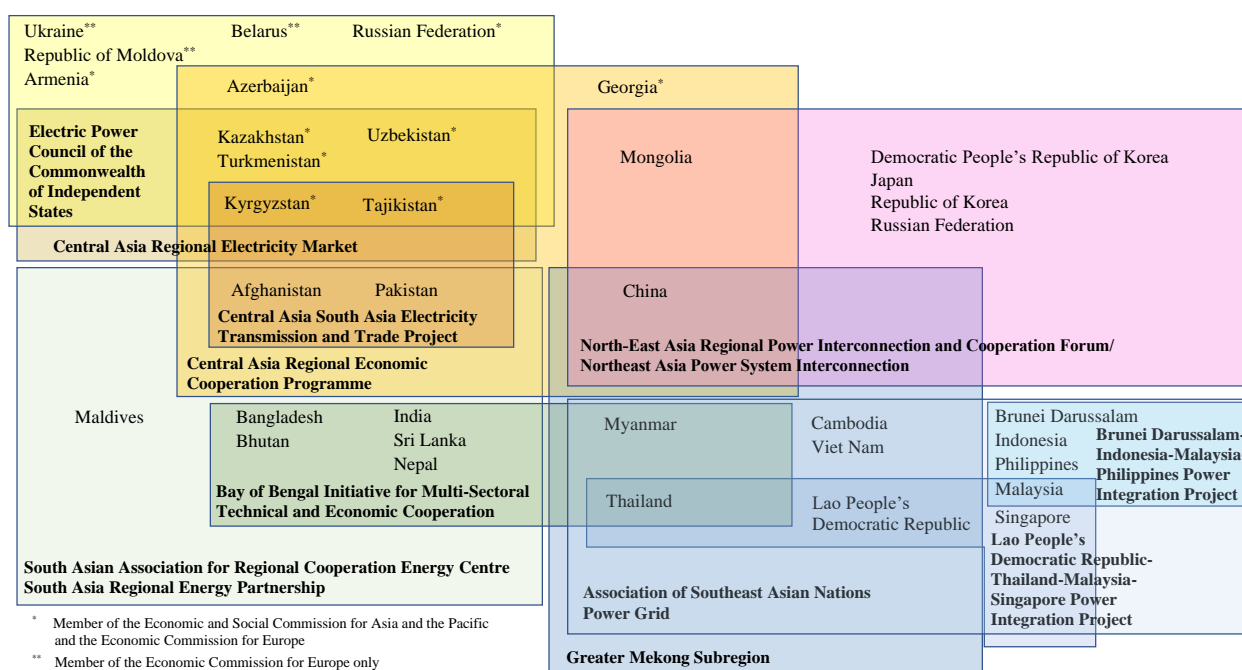 Ukraine** Belarus** Russian Federation*
Republic of Moldova**
Armenia*
Azerbaijan* Georgia*
Electric Power
Council of the
Commonwealth
of Independent
States
Kazakhstan* Uzbekistan*
Turkmenistan*
Kyrgyzstan* Tajikistan*
Central Asia Regional Electricity Market
Mongolia
Democratic People's Republic of Korea
Japan
Republic of Korea
Russian Federation
Afghanistan Pakistan
Central Asia South Asia Electricity
Transmission and Trade Project
Central Asia Regional Economic
Cooperation Programme
China
North-East Asia Regional Power Interconnection and Cooperation Forum/
Northeast Asia Power System Interconnection
Maldives
Bangladesh India
Bhutan Sri Lanka
Nepal
Bay of Bengal Initiative for Multi-Sectoral
Technical and Economic Cooperation
Myanmar
Cambodia
Viet Nam
Thailand
Lao People's
Democratic Republic
Brunei Darussalam
Indonesia
Philippines
Malaysia
Brunei Darussalam-
Indonesia-Malaysia-
Philippines Power
Integration Project
Singapore
Lao People's
Democratic Republic-
Thailand-Malaysia-
Singapore Power
Integration Project
South Asian Association for Regional Cooperation Energy Centre
South Asia Regional Energy Partnership
Association of Southeast Asian Nations
Power Grid
Greater Mekong Subregion
* Member of the Economic and Social Commission for Asia and the Pacific
and the Economic Commission for Europe
** Member of the Economic Commission for Europe only